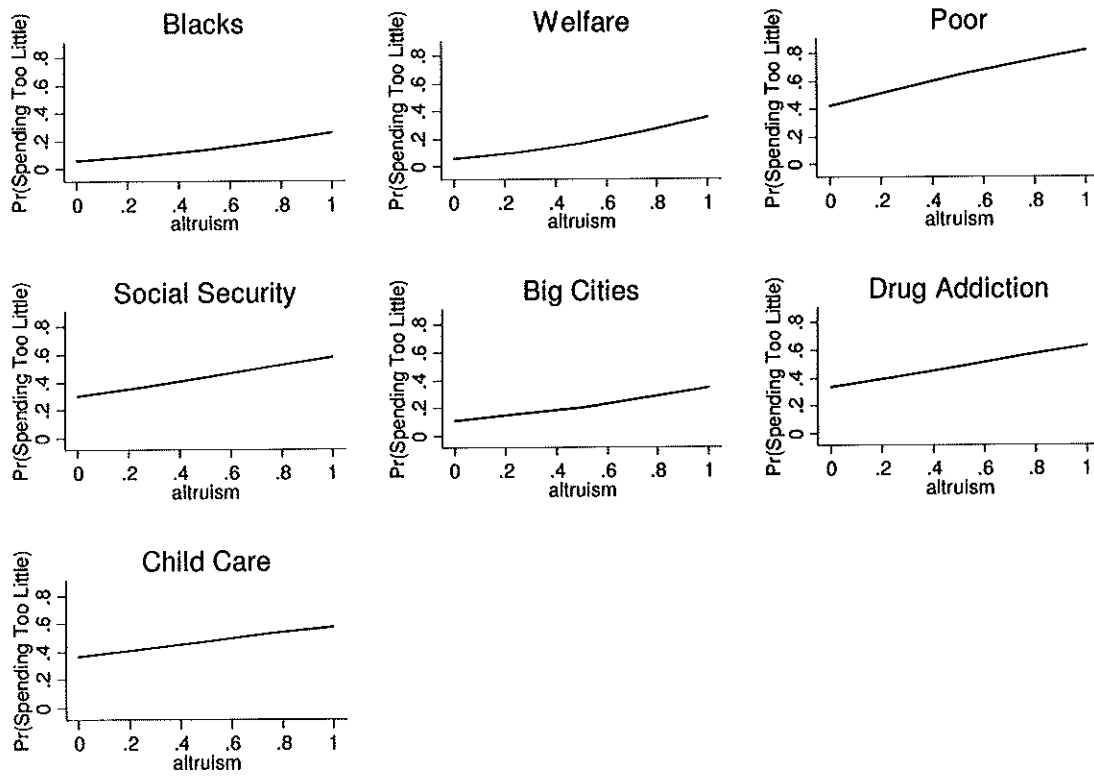 Blacks
Pr(Spending Too Little)
0 .2 .4 .6 .8
0 .2 .4 .6 .8 1
altruism
Welfare
Pr(Spending Too Little)
0 .2 .4 .6 .8
0 .2 .4 .6 .8 1
altruism
Poor
Pr(Spending Too Little)
0 .2 .4 .6 .8
0 .2 .4 .6 .8 1
altruism
Social Security
Pr(Spending Too Little)
0 .2 .4 .6 .8
0 .2 .4 .6 .8 1
altruism
Big Cities
Pr(Spending Too Little)
0 .2 .4 .6 .8
0 .2 .4 .6 .8 1
altruism
Drug Addiction
Pr(Spending Too Little)
0 .2 .4 .6 .8
0 .2 .4 .6 .8 1
altruism
Child Care
Pr(Spending Too Little)
0 .2 .4 .6 .8
0 .2 .4 .6 .8 1
altruism